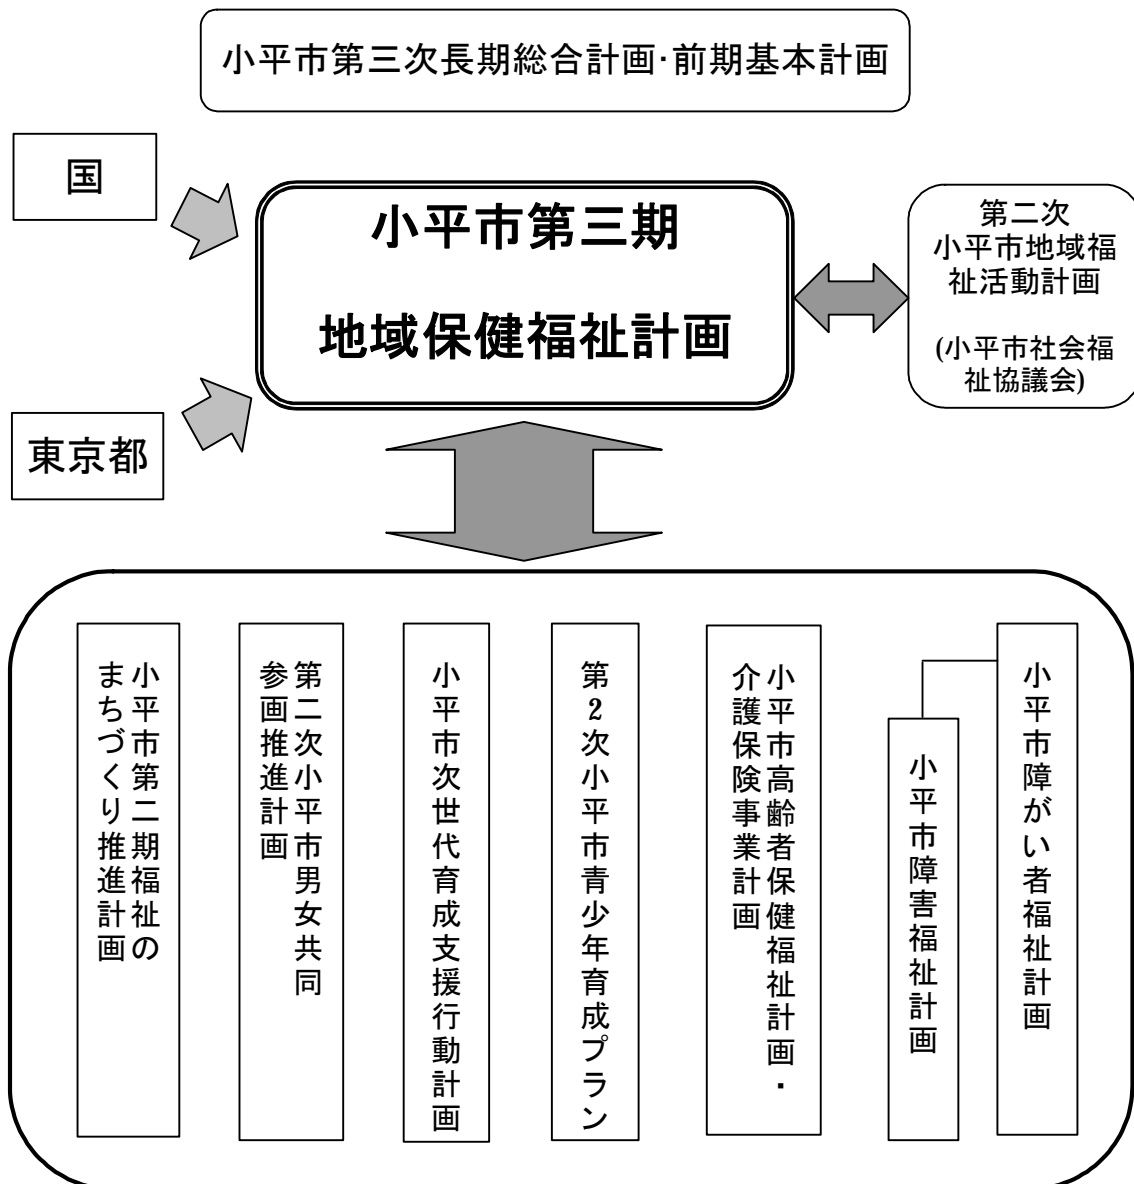 小平市第三次長期総合計画・前期基本計画
国
小平市第三期
地域保健福祉計画
第二次
小平市地域福
祉活動計画
(小平市社会福
祉協議会)
東京都
小平市障がい者福祉計画
小平市障害福祉計画
小平市高齢者保健福祉計画・
介護保険事業計画
第2次小平市青少年育成プラン
小平市次世代育成支援行動計画
第二次小平市男女共同
参画推進計画
小平市第二期福祉の
まちづくり推進計画